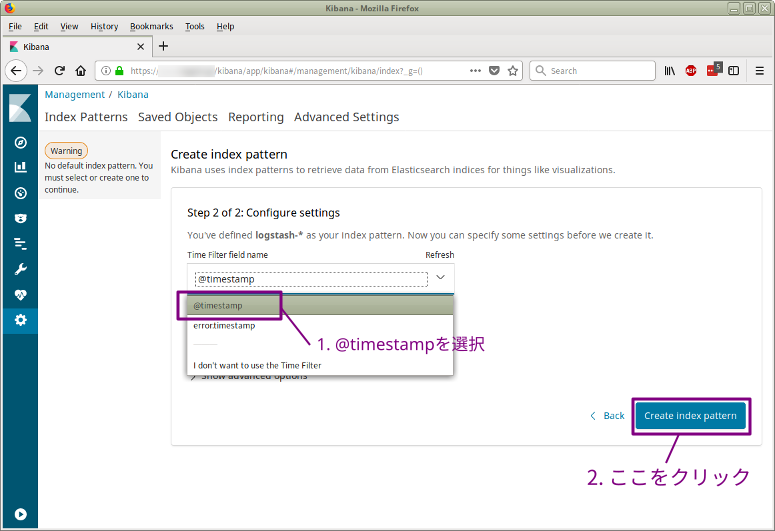 Kibana - Mozilla Firefox
File Edit View History Bookmarks Tools Help
Kibana
https:// /kibana/app/kibana#/management/kibana/index?_g=()
Search
ABP
5
Management / Kibana
Index Patterns Saved Objects Reporting Advanced Settings
Warning
No default index pattern. You
must select or create one to
continue.
Create index pattern
Kibana uses index patterns to retrieve data from Elasticsearch indices for things like visualizations.
Step 2 of 2: Configure settings
You've defined logstash-* as your index pattern. Now you can specify some settings before we create it.
Time Filter field name Refresh
@timestamp
@timestamp
error.timestamp
I don't want to use the Time Filter
Show advanced options
1. @timestampを選択
Back Create index pattern
2. ここをクリック